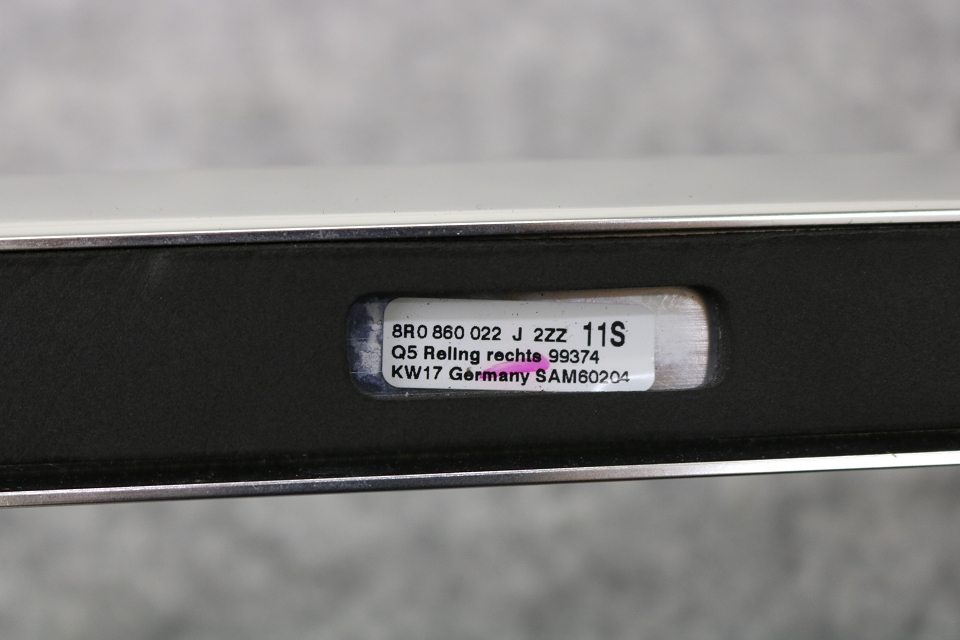 8R0 860 022 J 2ZZ 11S
Q5 Reling rechts 99374
KW17 Germany SAM60204